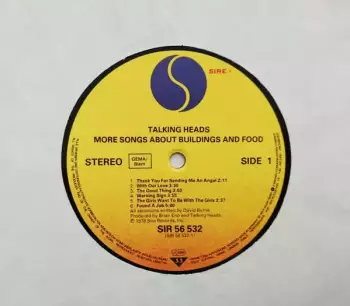 SIRE
TALKING HEADS
MORE SONGS ABOUT BUILDINGS AND FOOD
STEREO
GEMA/
Biem
SIDE 1
1. Thank You For Sending Me An Angel 2:11
2. With Our Love 3:30
3. The Good Thing 3:03
4. Warning Sign 3:55
5. The Girls Want To Be With The Girls 2:37
6. Found A Job 5:00
All selections written by David Byrne
Produced by Brian Eno and Talking Heads
℗ 1978 Sire Records, Inc.
SIR 56 532